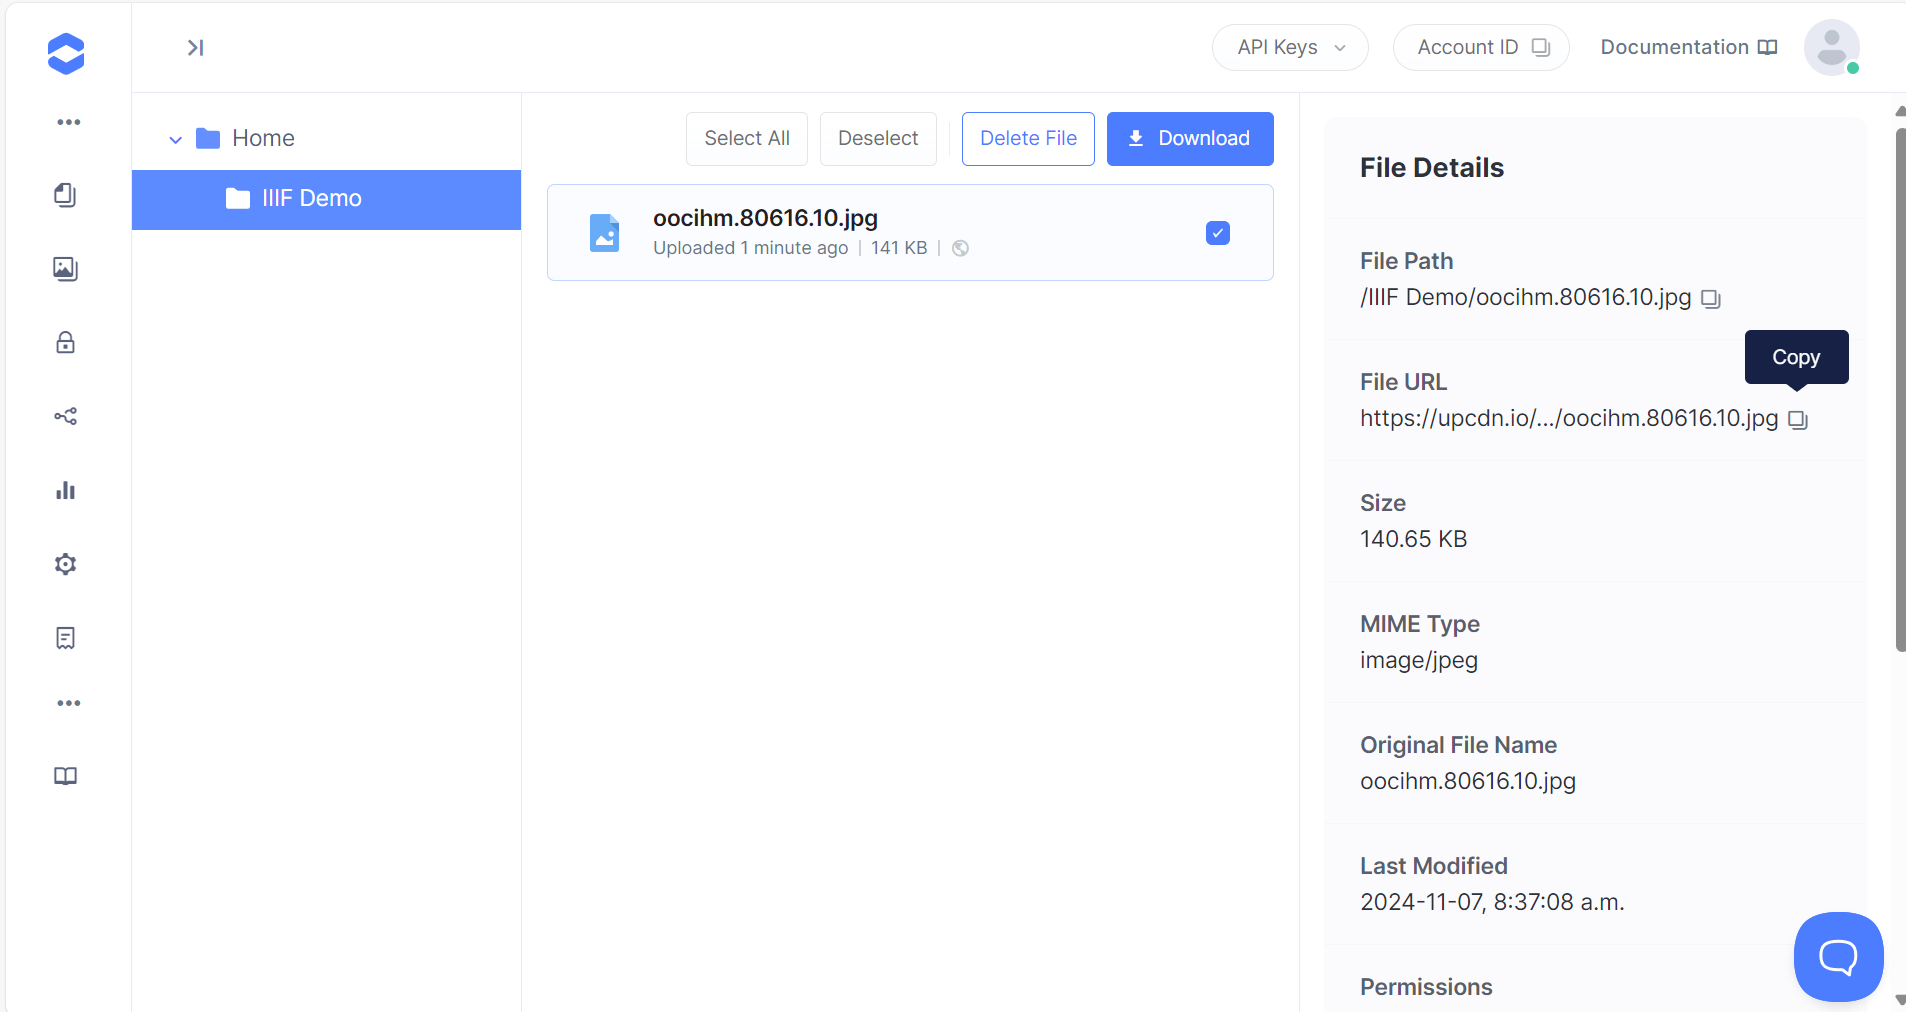 API Keys
Account ID
Documentation
Home
IIIF Demo
Select All
Deselect
Delete File
Download
oocihm.80616.10.jpg
Uploaded 1 minute ago | 141 KB |
File Details
File Path
/IIIF Demo/oocihm.80616.10.jpg
Copy
File URL
https://upcdn.io/.../oocihm.80616.10.jpg
Size
140.65 KB
MIME Type
image/jpeg
Original File Name
oocihm.80616.10.jpg
Last Modified
2024-11-07, 8:37:08 a.m.
Permissions